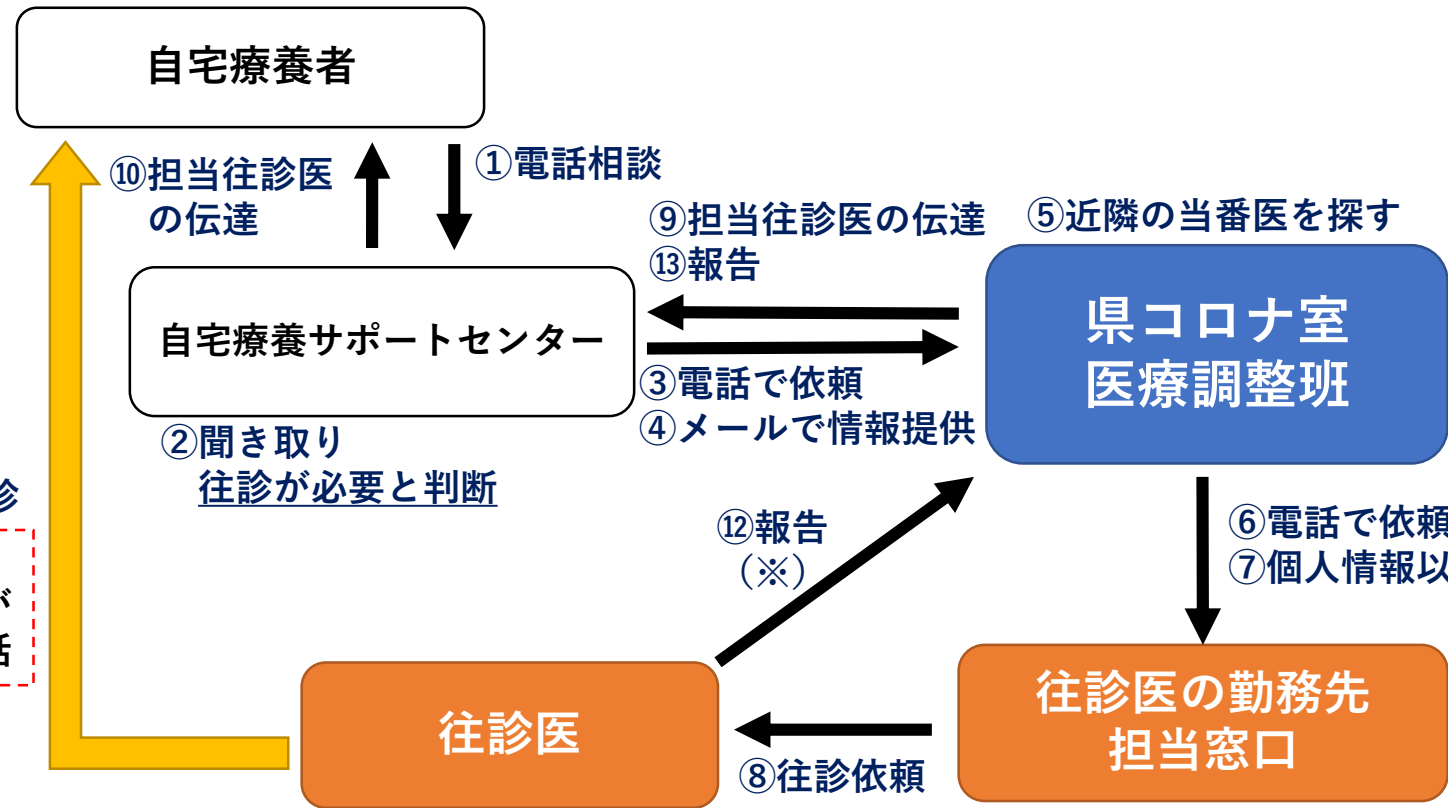 自宅療養者
①電話相談
⑩担当往診医
の伝達
⑨担当往診医の伝達
⑬報告
⑤近隣の当番医を探す
自宅療養サポートセンター
県コロナ室
医療調整班
③電話で依頼
④メールで情報提供
②聞き取り
往診が必要と判断
診
が
話
⑫報告
(※)
⑥電話で依頼
⑦個人情報以
往診医
往診医の勤務先
担当窓口
⑧往診依頼